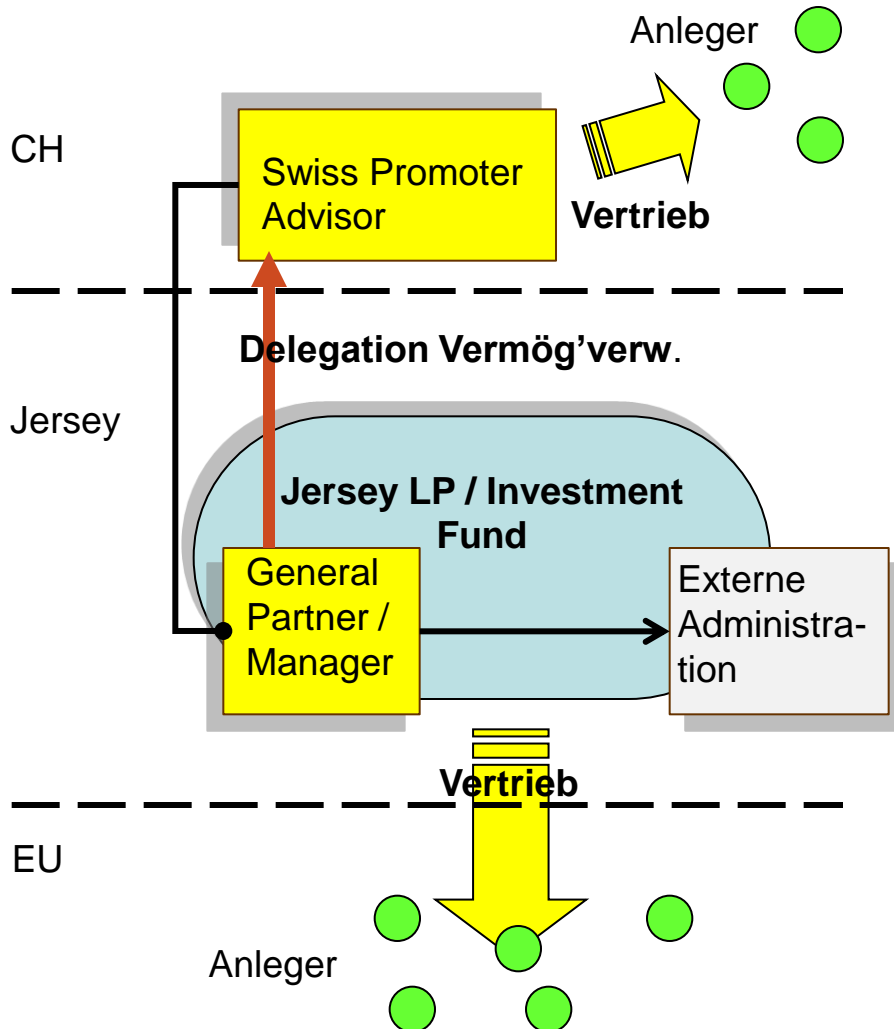 Anleger
CH
Swiss Promoter
Advisor
Vertrieb
Delegation Vermög’verw.
Jersey
Jersey LP / Investment
Fund
General
Partner /
Manager
Externe
Administra-
tion
Vertrieb
EU
Anleger